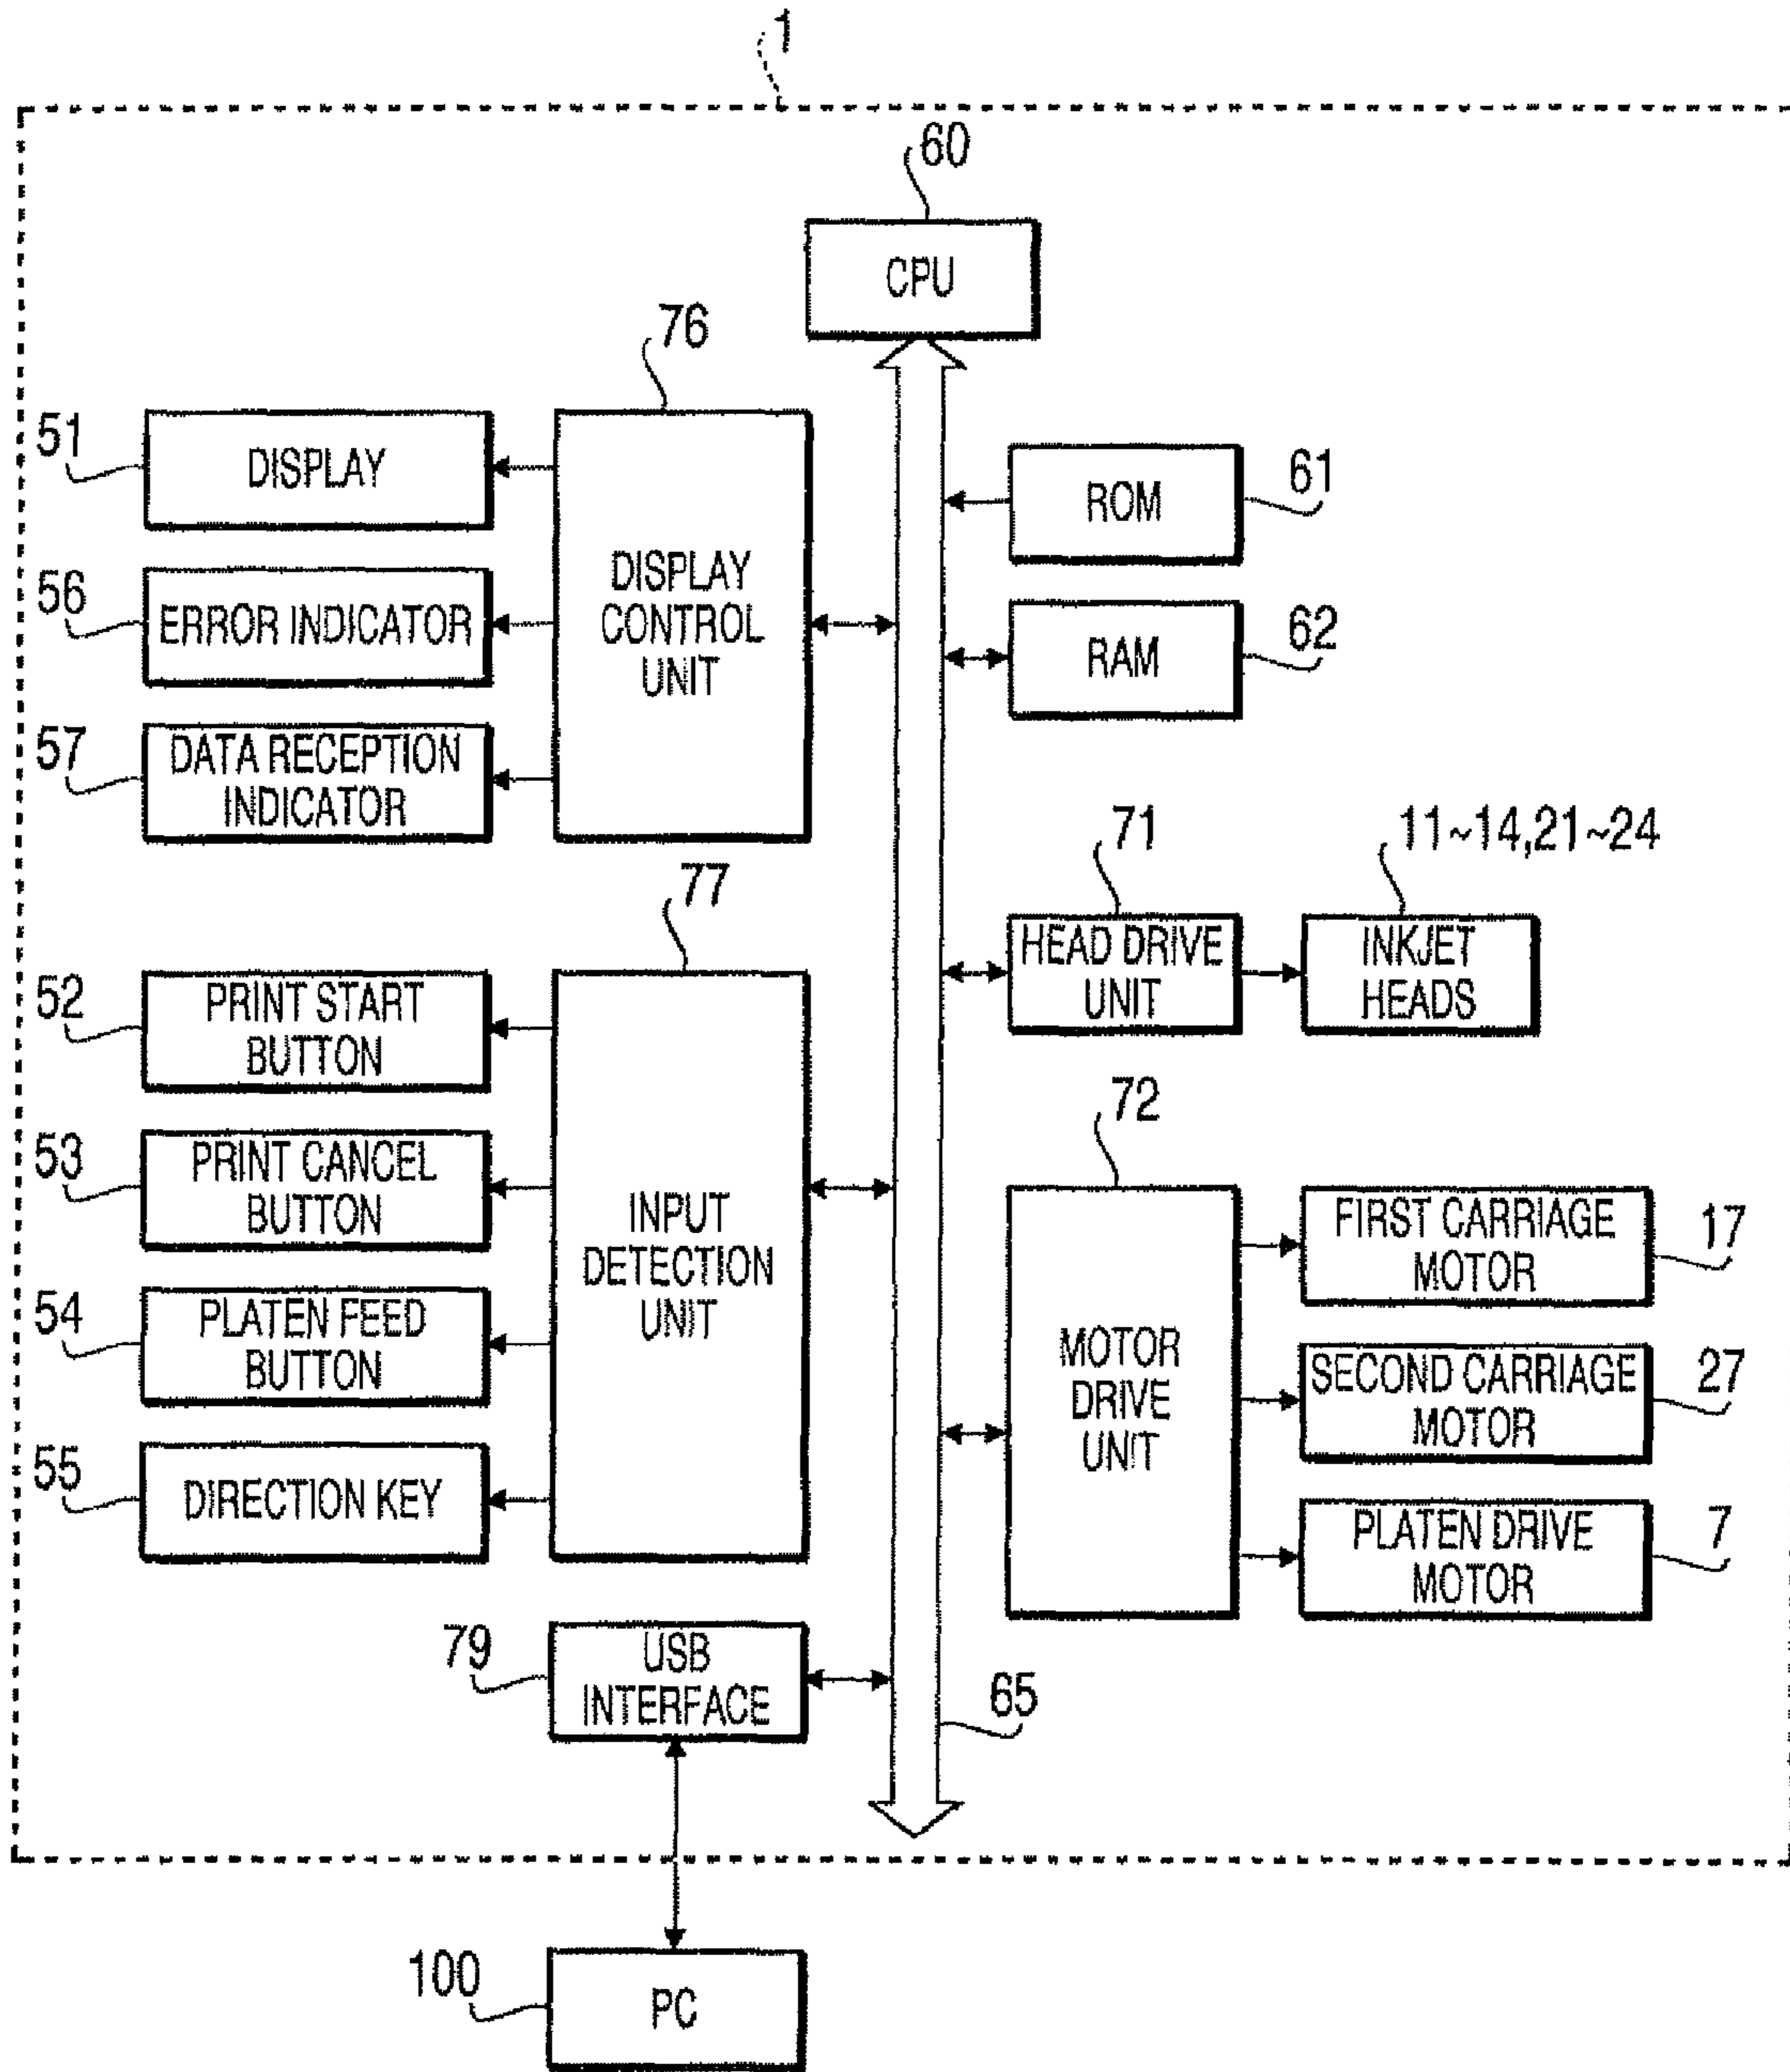 1
60
CPU
76
51
DISPLAY
DISPLAY
CONTROL
UNIT
ROM
61
56
ERROR INDICATOR
RAM
62
57
DATA RECEPTION
INDICATOR
71
11~14,21~24
HEAD DRIVE
UNIT
INKJET
HEADS
77
52
PRINT START
BUTTON
53
PRINT CANCEL
BUTTON
INPUT
DETECTION
UNIT
54
PLATEN FEED
BUTTON
55
DIRECTION KEY
72
MOTOR
DRIVE
UNIT
FIRST CARRIAGE
MOTOR
17
SECOND CARRIAGE
MOTOR
27
PLATEN DRIVE
MOTOR
7
79
USB
INTERFACE
65
100
PC